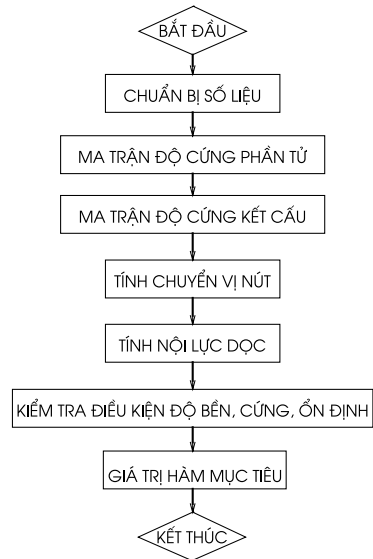 BẮT ĐẦU
CHUẨN BỊ SỐ LIỆU
MA TRẬN ĐỘ CỨNG PHẦN TỬ
MA TRẬN ĐỘ CỨNG KẾT CẤU
TÍNH CHUYỂN VỊ NÚT
TÍNH NỘI LỰC DỌC
KIỂM TRA ĐIỀU KIỆN ĐỘ BỀN, CỨNG, ỔN ĐỊNH
GIÁ TRỊ HÀM MỤC TIÊU
KẾT THÚC